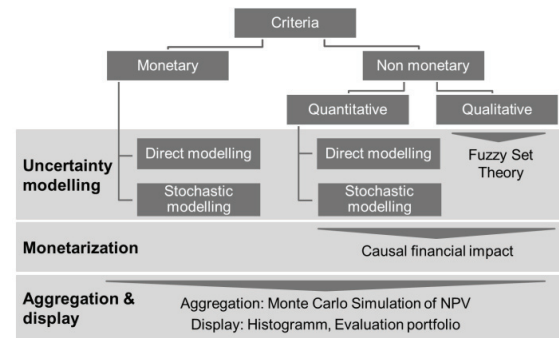 Criteria
Monetary
Non monetary
Quantitative
Qualitative
Uncertainty
modelling
Direct modelling
Stochastic
modelling
Direct modelling
Stochastic
modelling
Fuzzy Set
Theory
Monetarization
Causal financial impact
Aggregation &
display
Aggregation: Monte Carlo Simulation of NPV
Display: Histogramm, Evaluation portfolio